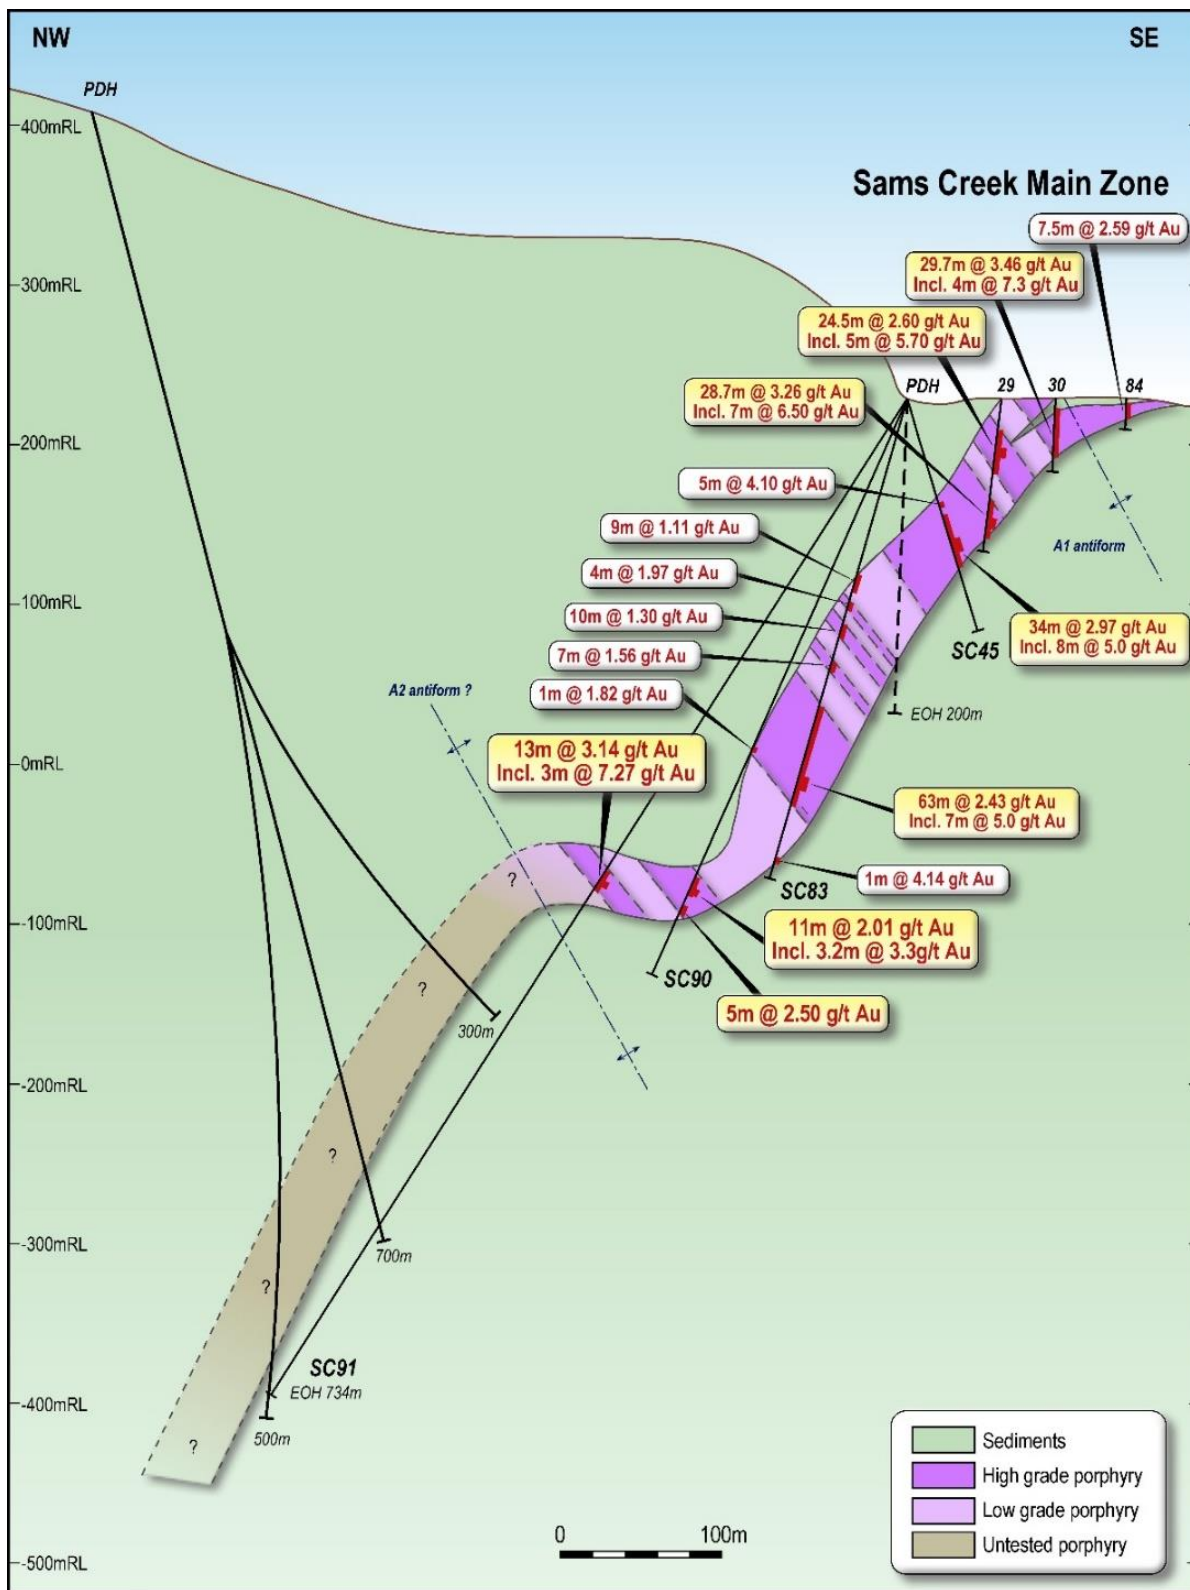 NW
SE
PDH
400mRL
Sams Creek Main Zone
7.5m @ 2.59 g/t Au
29.7m @ 3.46 g/t Au
Incl. 4m @ 7.3 g/t Au
300mRL
24.5m @ 2.60 g/t Au
Incl. 5m @ 5.70 g/t Au
28.7m @ 3.26 g/t Au
Incl. 7m @ 6.50 g/t Au
PDH
29
30
84
200mRL
5m @ 4.10 g/t Au
9m @ 1.11 g/t Au
A1 antiform
4m @ 1.97 g/t Au
100mRL
10m @ 1.30 g/t Au
34m @ 2.97 g/t Au
Incl. 8m @ 5.0 g/t Au
SC45
7m @ 1.56 g/t Au
A2 antiform ?
1m @ 1.82 g/t Au
EOH 200m
13m @ 3.14 g/t Au
Incl. 3m @ 7.27 g/t Au
0mRL
63m @ 2.43 g/t Au
Incl. 7m @ 5.0 g/t Au
?
SC83
1m @ 4.14 g/t Au
-100mRL
11m @ 2.01 g/t Au
Incl. 3.2m @ 3.3g/t Au
SC90
?
5m @ 2.50 g/t Au
300m
-200mRL
?
-300mRL
700m
?
SC91
EOH 734m
-400mRL
500m
?
Sediments
High grade porphyry
Low grade porphyry
Untested porphyry
0
100m
-500mRL